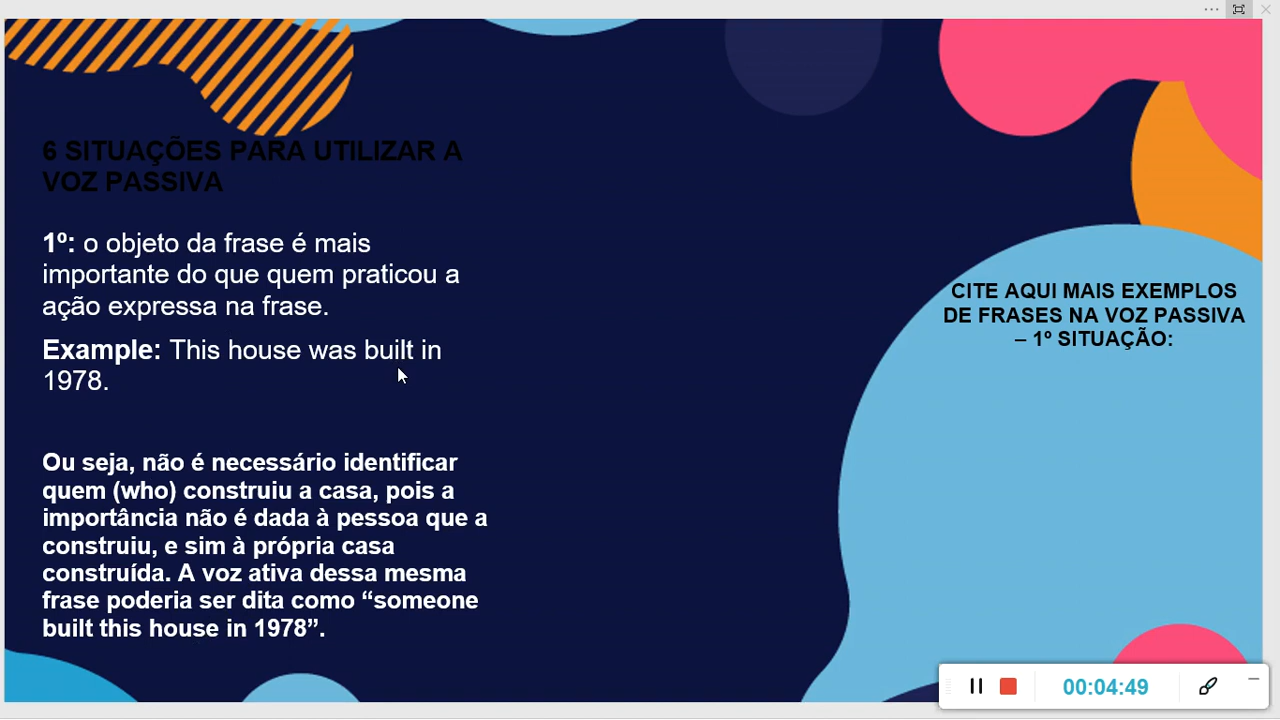 6 SITUAÇÕES PARA UTILIZAR A
VOZ PASSIVA
1º: o objeto da frase é mais
importante do que quem praticou a
ação expressa na frase.
Example: This house was built in
1978.
Ou seja, não é necessário identificar
quem (who) construiu a casa, pois a
importância não é dada à pessoa que a
construiu, e sim à própria casa
construída. A voz ativa dessa mesma
frase poderia ser dita como “someone
built this house in 1978”.
CITE AQUI MAIS EXEMPLOS
DE FRASES NA VOZ PASSIVA
– 1º SITUAÇÃO:
00:04:49